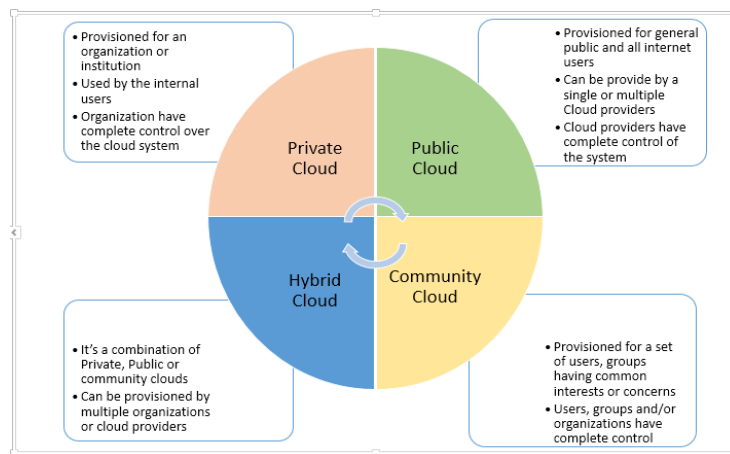 • Provisioned for an
organization or
institution
• Used by the internal
users
• Organization have
complete control over
the cloud system
• Provisioned for general
public and all internet
users
• Can be provide by a
single or multiple
Cloud providers
• Cloud providers have
complete control of
the system
Private
Cloud
Public
Cloud
Hybrid
Cloud
Community
Cloud
• It's a combination of
Private, Public or
community clouds
• Can be provisioned by
multiple organizations
or cloud providers
• Provisioned for a set
of users, groups
having common
interests or concerns
• Users, groups and/or
organizations have
complete control